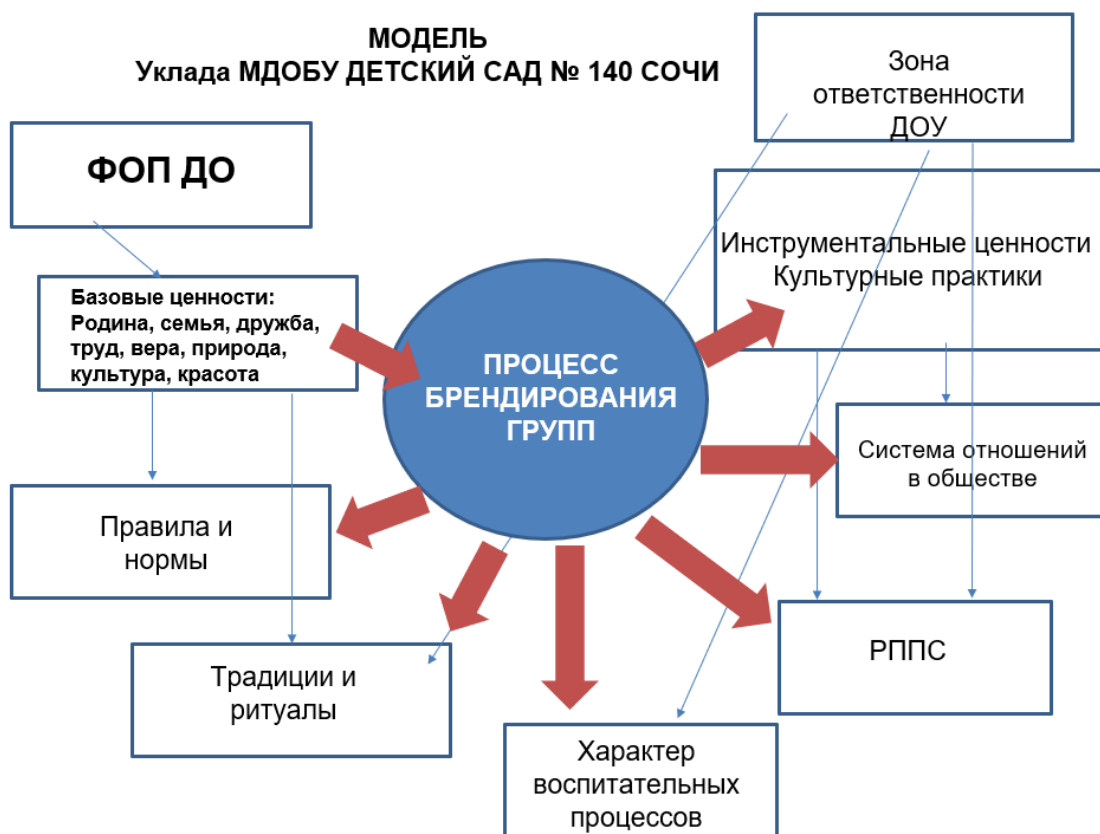 МОДЕЛЬ
Уклада МДОБУ ДЕТСКИЙ САД № 140 СОЧИ
Зона
ответственности
ДОУ
ФОП ДО
Инструментальные ценности
Культурные практики
Базовые ценности:
Родина, семья, дружба,
труд, вера, природа,
культура, красота
ПРОЦЕСС
БРЕНДИРОВАНИЯ
ГРУПП
Система отношений
в обществе
Правила и
нормы
РППС
Традиции и
ритуалы
Характер
воспитательных
процессов